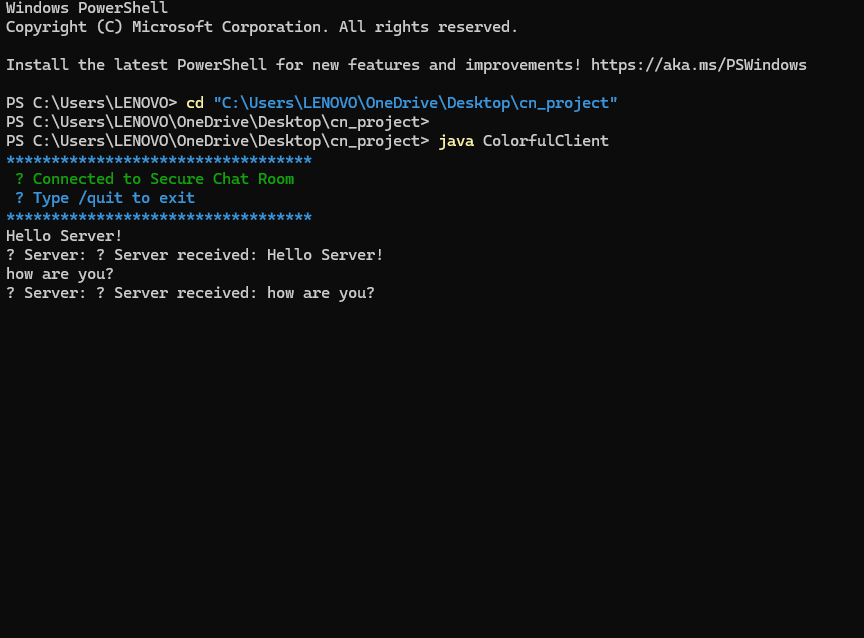 Windows PowerShell
Copyright (C) Microsoft Corporation. All rights reserved.
Install the latest PowerShell for new features and improvements! https://aka.ms/PSWindows
PS C:\Users\LENOVO> cd "C:\Users\LENOVO\OneDrive\Desktop\cn_project"
PS C:\Users\LENOVO\OneDrive\Desktop\cn_project>
PS C:\Users\LENOVO\OneDrive\Desktop\cn_project> java ColorfulClient
**********************************
? Connected to Secure Chat Room
? Type /quit to exit
**********************************
Hello Server!
? Server: ? Server received: Hello Server!
how are you?
? Server: ? Server received: how are you?